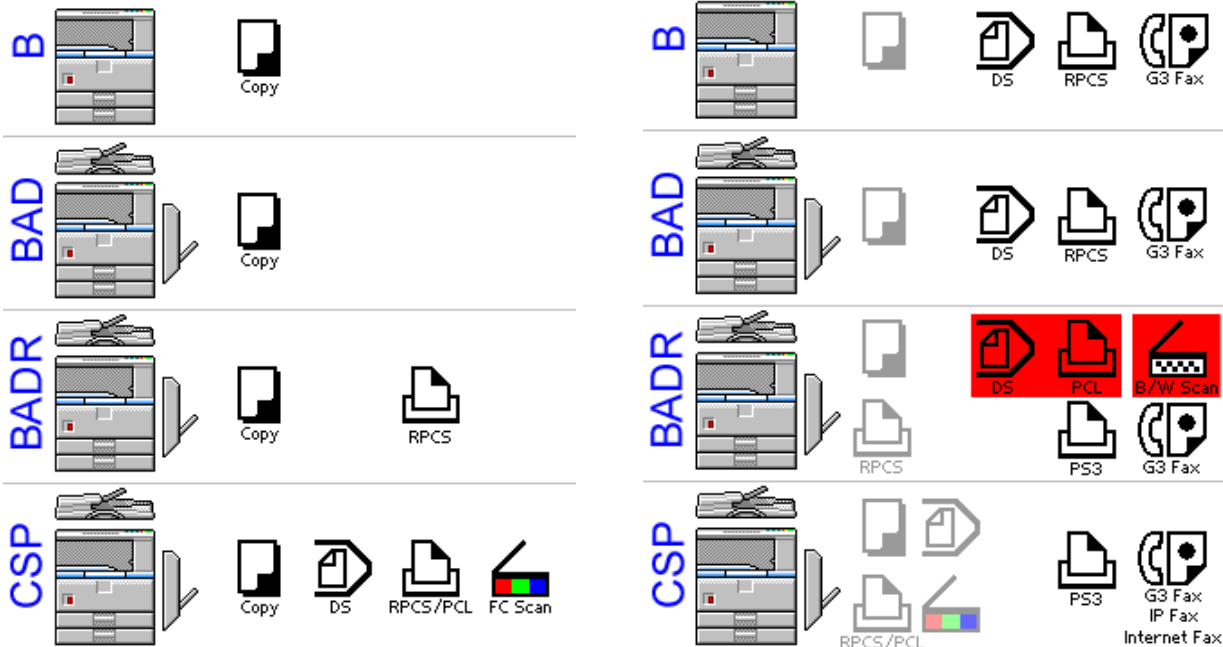 B
Copy
BAD
Copy
BADR
Copy
RPCS
CSP
Copy
DS
RPCS/PCL
FC Scan
B
DS
RPCS
G3 Fax
BAD
DS
RPCS
G3 Fax
BADR
DS
PCL
B/W Scan
RPCS
PS3
G3 Fax
CSP
RPCS/PCL
PS3
G3 Fax
IP Fax
Internet Fax